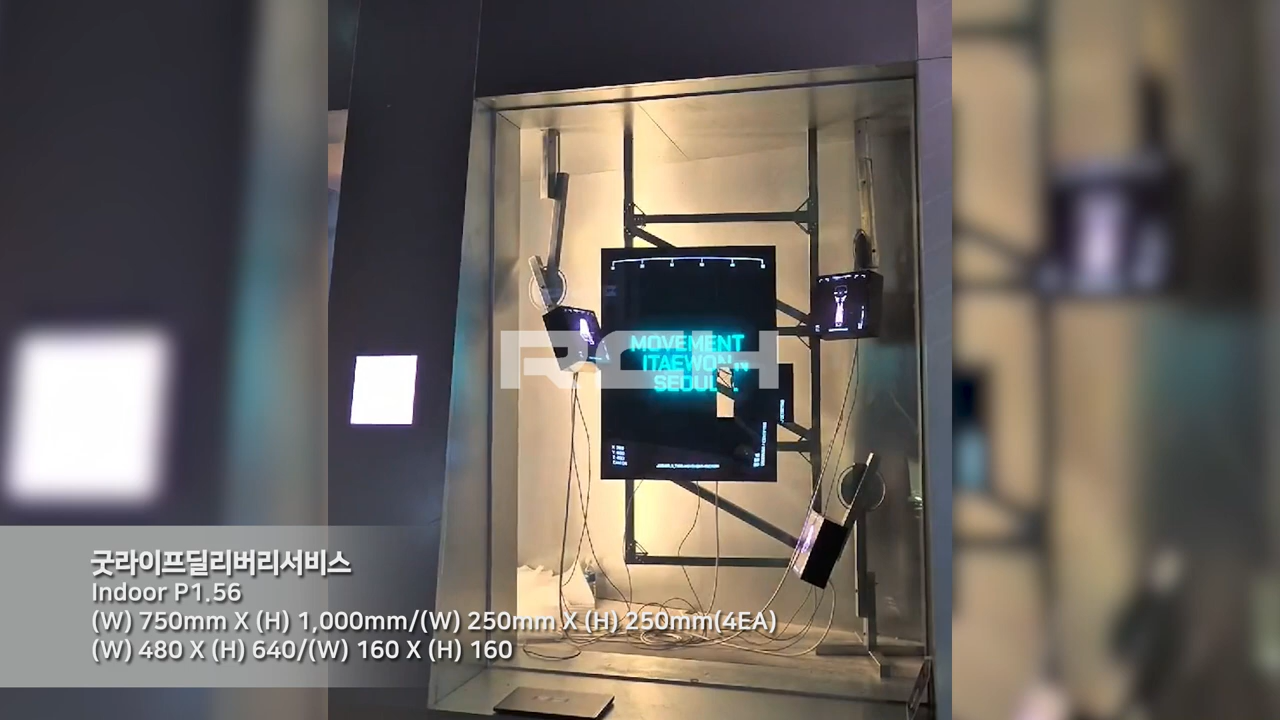 MOVEMENT
ITAEWON
SEOUL
RGH
굿라이프딜리버리서비스
Indoor P1.56
(W) 750mm X (H) 1,000mm/(W) 250mm X (H) 250mm(4EA)
(W) 480 X (H) 640/(W) 160 X (H) 160